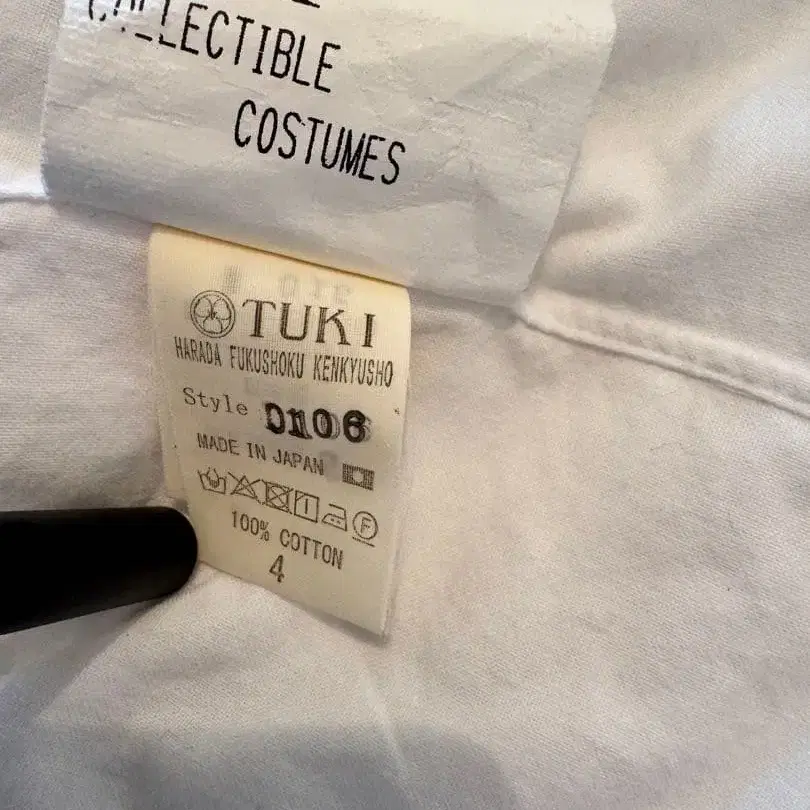 COLLECTIBLE
COSTUMES
TUKI
HARADA FUKUSHOKU KENKYUSHO
Style 0106
MADE IN JAPAN
100% COTTON
4